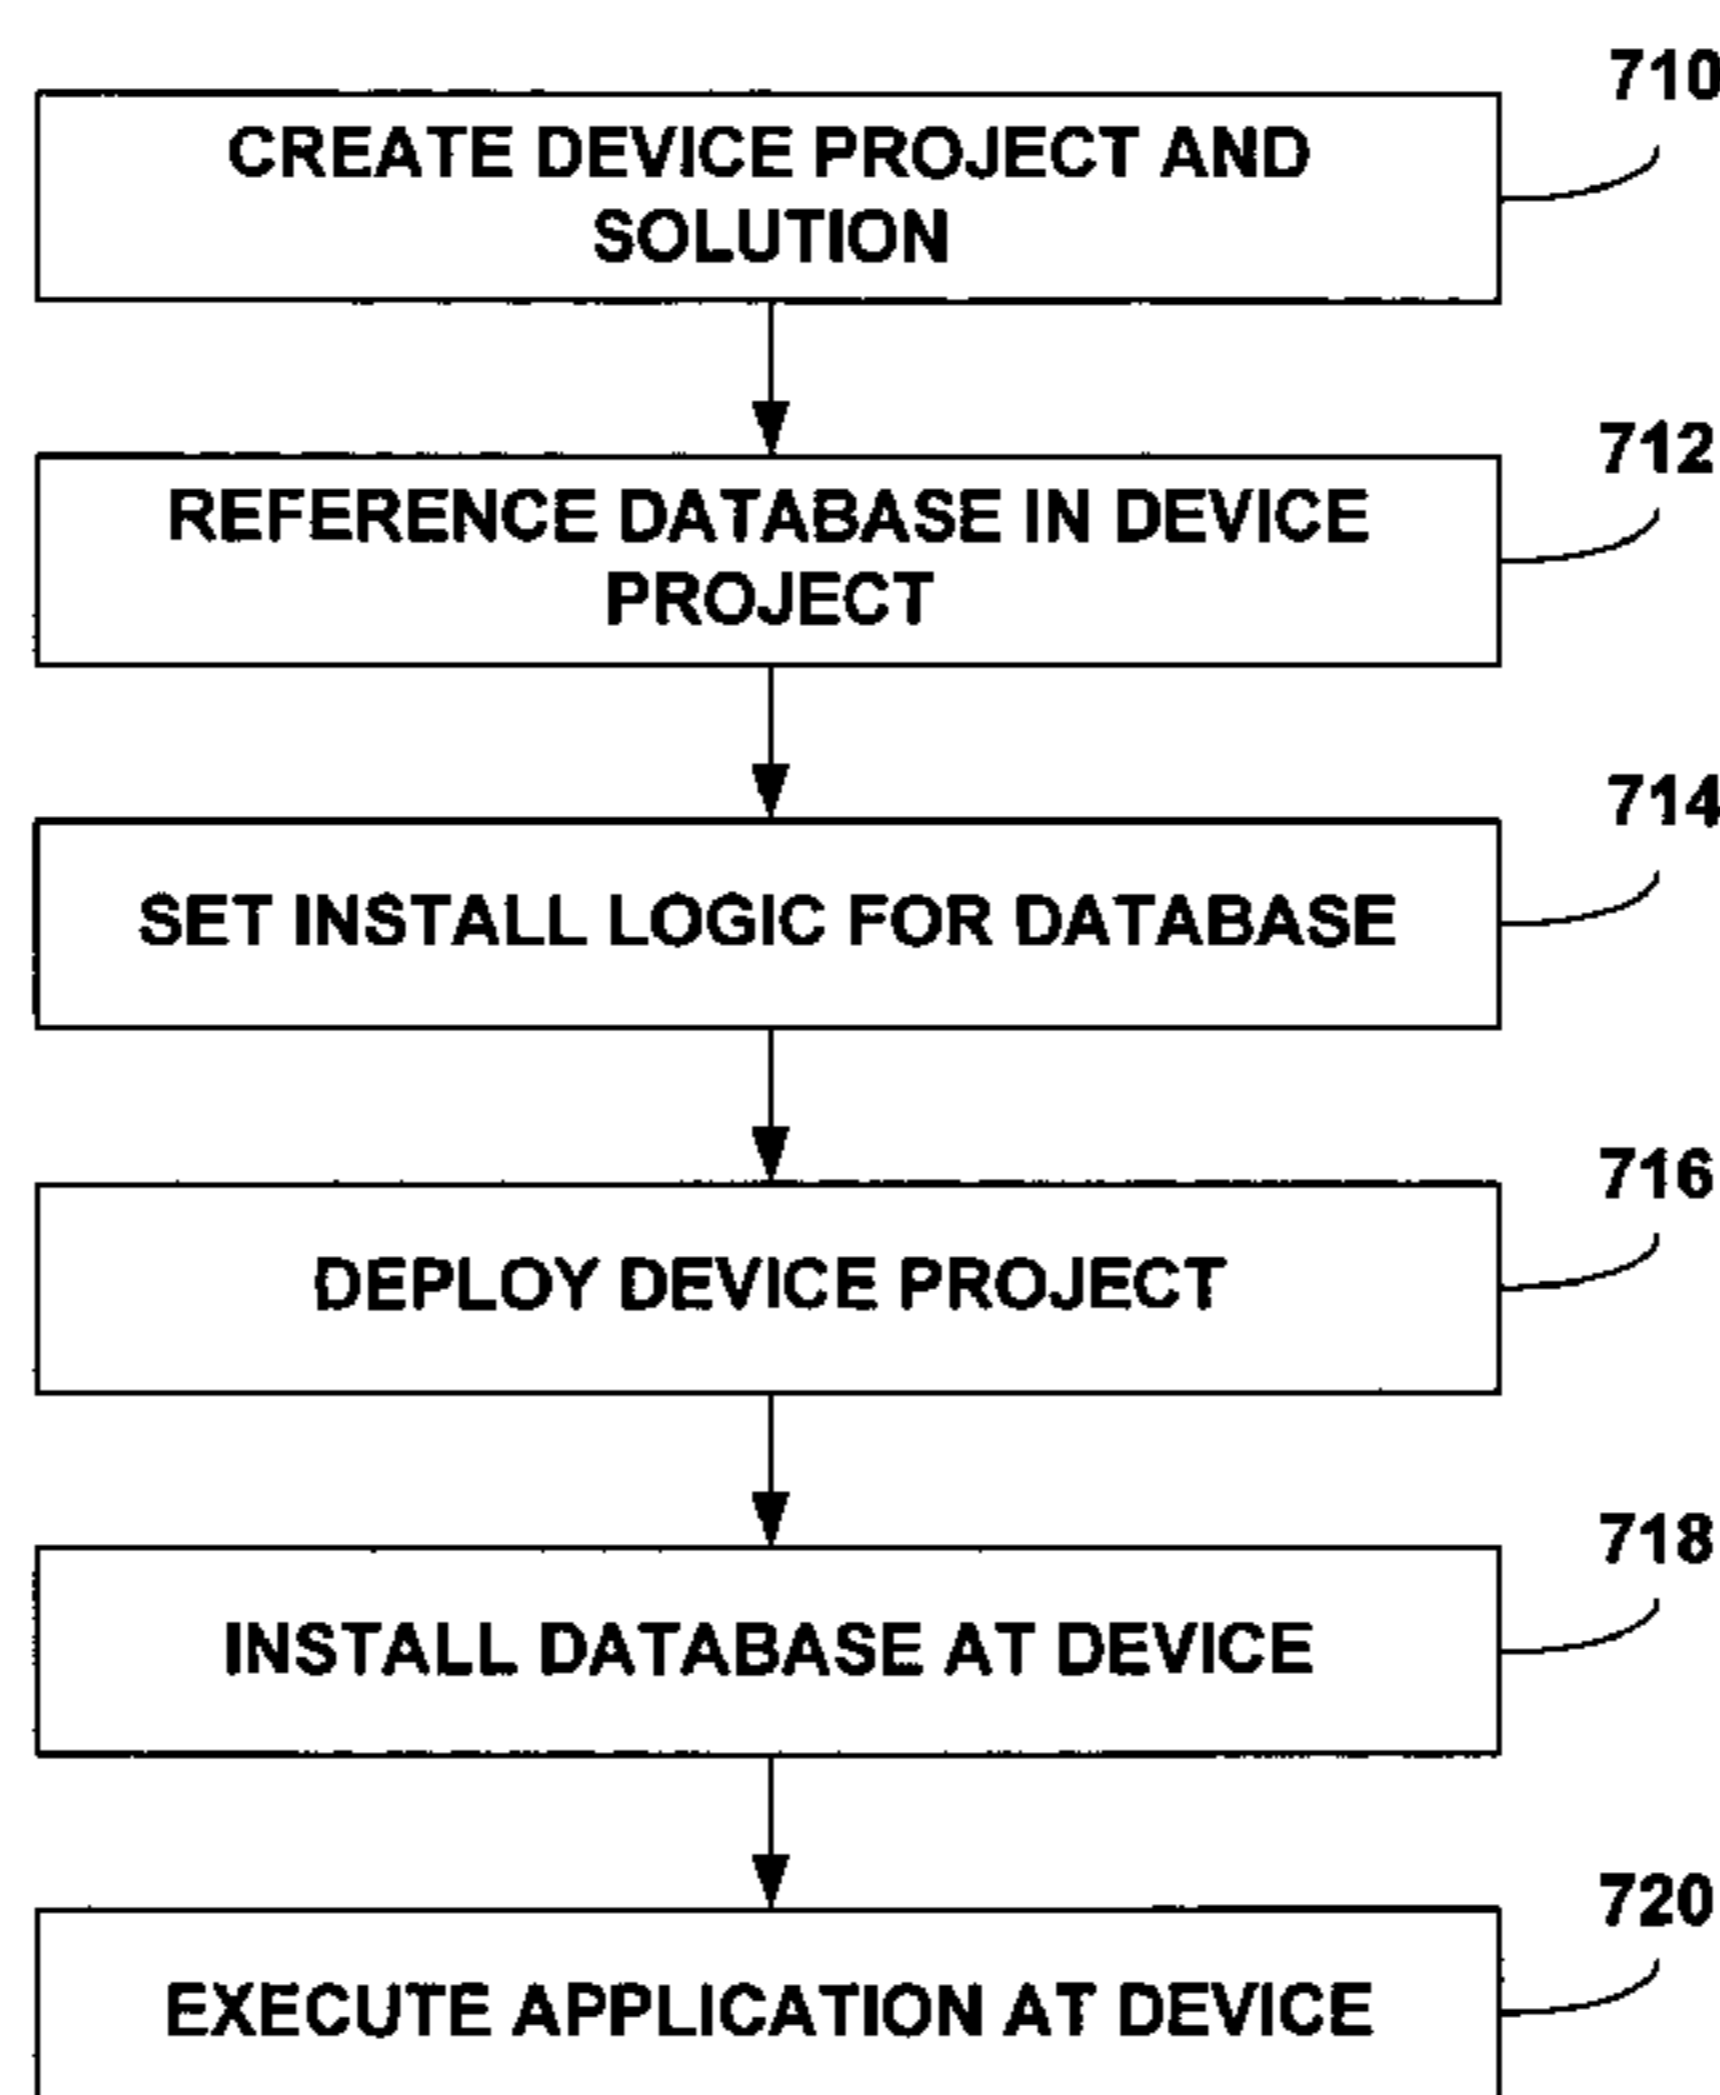 710
CREATE DEVICE PROJECT AND
SOLUTION
712
REFERENCE DATABASE IN DEVICE
PROJECT
714
SET INSTALL LOGIC FOR DATABASE
716
DEPLOY DEVICE PROJECT
718
INSTALL DATABASE AT DEVICE
720
EXECUTE APPLICATION AT DEVICE